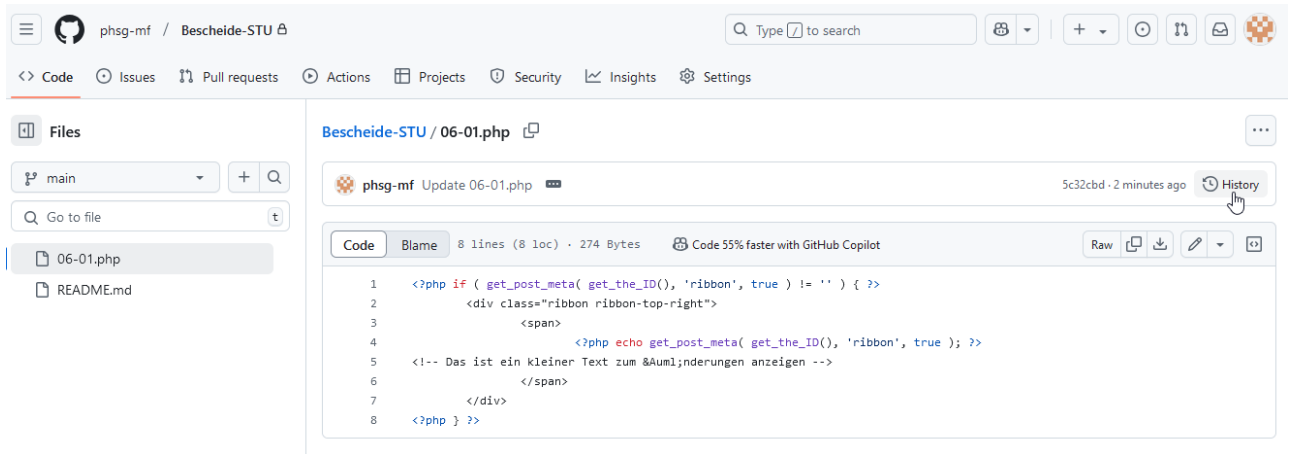 phsg-mf / Bescheide-STU
Type / to search
Code Issues Pull requests Actions Projects Security Insights Settings
Files
main
Go to file t
06-01.php
README.md
Bescheide-STU / 06-01.php
phsg-mf Update 06-01.php
5c32cbd · 2 minutes ago History
Code Blame 8 lines (8 loc) · 274 Bytes Code 55% faster with GitHub Copilot Raw
1 <?php if ( get_post_meta( get_the_ID(), 'ribbon', true ) != '' ) { ?>
2 <div class="ribbon ribbon-top-right">
3 <span>
4 <?php echo get_post_meta( get_the_ID(), 'ribbon', true ); ?>
5 <!-- Das ist ein kleiner Text zum &Auml;nderungen anzeigen -->
6 </span>
7 </div>
8 <?php } ?>